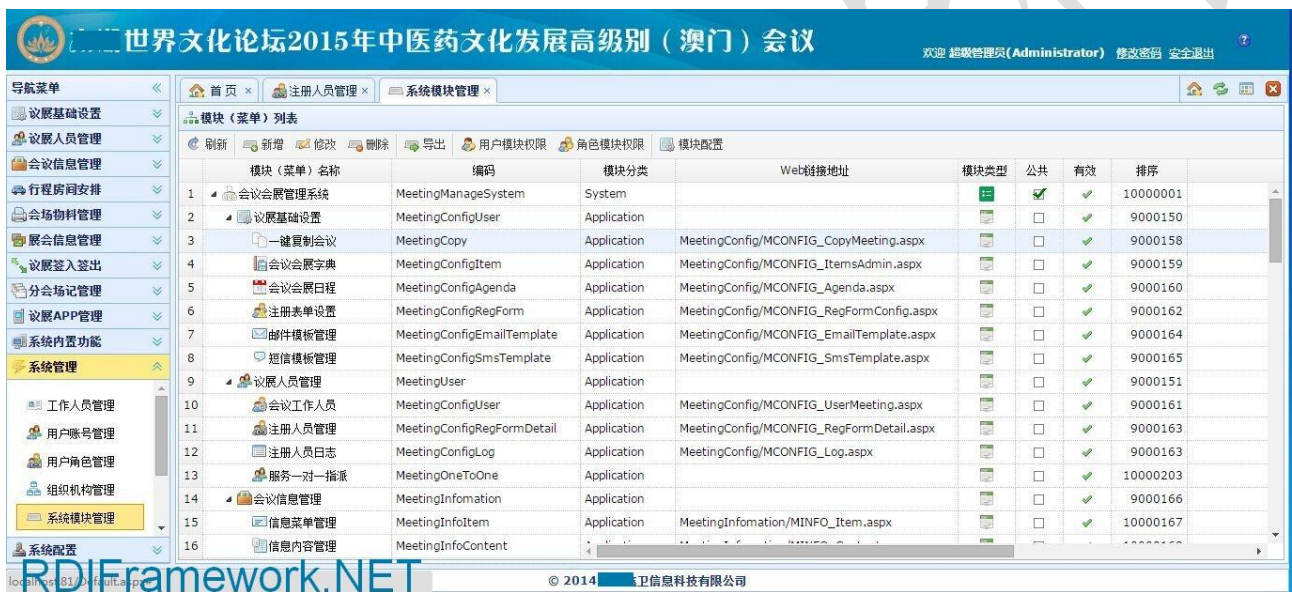 世界文化论坛2015年中医药文化发展高级别（澳门）会议
欢迎 超级管理员(Administrator) 修改密码 安全退出
导航菜单
议展基础设置
议展人员管理
会议信息管理
行程房间安排
会场物料管理
展会信息管理
议展签入签出
分会场记管理
议展APP管理
系统内置功能
系统管理
工作人员管理
用户账号管理
用户角色管理
组织机构管理
系统模块管理
系统配置
首页 × 注册人员管理 × 系统模块管理 ×
模块（菜单）列表
刷新 新增 修改 删除 导出 用户模块权限 角色模块权限 模块配置
模块（菜单）名称 编码 模块分类 Web链接地址 模块类型 公共 有效 排序
1 会议会展管理系统 MeetingManageSystem System 10000001
2 议展基础设置 MeetingConfigUser Application 9000150
3 一键复制会议 MeetingCopy Application MeetingConfig/MCONFIG_CopyMeeting.aspx 9000158
4 会议会展字典 MeetingConfigItem Application MeetingConfig/MCONFIG_ItemsAdmin.aspx 9000159
5 会议会展日程 MeetingConfigAgenda Application MeetingConfig/MCONFIG_Agenda.aspx 9000160
6 注册表单设置 MeetingConfigRegForm Application MeetingConfig/MCONFIG_RegFormConfig.aspx 9000162
7 邮件模板管理 MeetingConfigEmailTemplate Application MeetingConfig/MCONFIG_EmailTemplate.aspx 9000164
8 短信模板管理 MeetingConfigSmsTemplate Application MeetingConfig/MCONFIG_SmsTemplate.aspx 9000165
9 议展人员管理 MeetingUser Application 9000151
10 会议工作人员 MeetingConfigUser Application MeetingConfig/MCONFIG_UserMeeting.aspx 9000161
11 注册人员管理 MeetingConfigRegFormDetail Application MeetingConfig/MCONFIG_RegFormDetail.aspx 9000163
12 注册人员日志 MeetingConfigLog Application MeetingConfig/MCONFIG_Log.aspx 9000163
13 服务一对一指派 MeetingOneToOne Application 10000203
14 会议信息管理 MeetingInfomation Application 9000166
15 信息菜单管理 MeetingInfoItem Application MeetingInfomation/MINFO_Item.aspx 10000167
16 信息内容管理 MeetingInfoContent Application
RDIFramework.NET
© 2014 卫信息科技有限公司